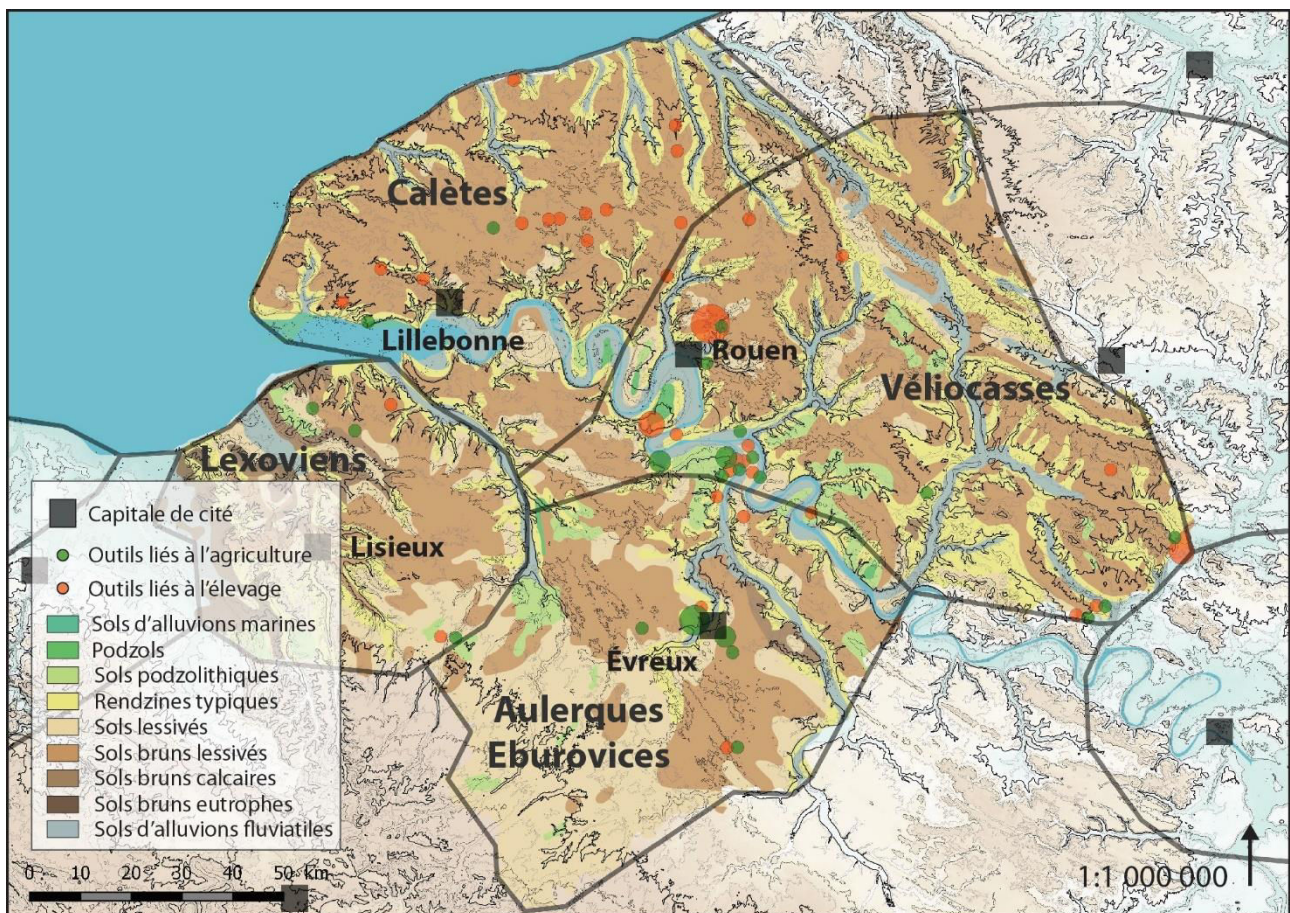 Calètes
Lillebonne
Rouen
Véliocasses
Lexoviens
Lisieux
Évreux
Aulerques
Eburovices
Capitale de cité
Outils liés à l'agriculture
Outils liés à l'élevage
Sols d'alluvions marines
Podzols
Sols podzolithiques
Rendzines typiques
Sols lessivés
Sols bruns lessivés
Sols bruns calcaires
Sols bruns eutrophes
Sols d'alluvions fluviatiles
0 10 20 30 40 50 km
1:1 000 000